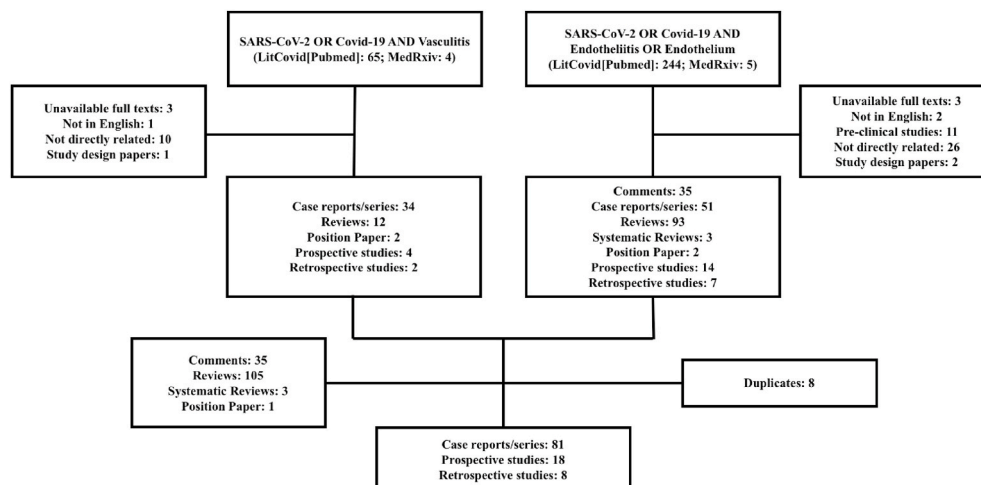 SARS-CoV-2 OR Covid-19 AND Vasculitis
(LitCovid[Pubmed]: 65; MedRxiv: 4)
SARS-CoV-2 OR Covid-19 AND
Endotheliitis OR Endothelium
(LitCovid[Pubmed]: 244; MedRxiv: 5)
Unavailable full texts: 3
Not in English: 1
Not directly related: 10
Study design papers: 1
Unavailable full texts: 3
Not in English: 2
Pre-clinical studies: 11
Not directly related: 26
Study design papers: 2
Case reports/series: 34
Reviews: 12
Position Paper: 2
Prospective studies: 4
Retrospective studies: 2
Comments: 35
Case reports/series: 51
Reviews: 93
Systematic Reviews: 3
Position Paper: 2
Prospective studies: 14
Retrospective studies: 7
Comments: 35
Reviews: 105
Systematic Reviews: 3
Position Paper: 1
Duplicates: 8
Case reports/series: 81
Prospective studies: 18
Retrospective studies: 8